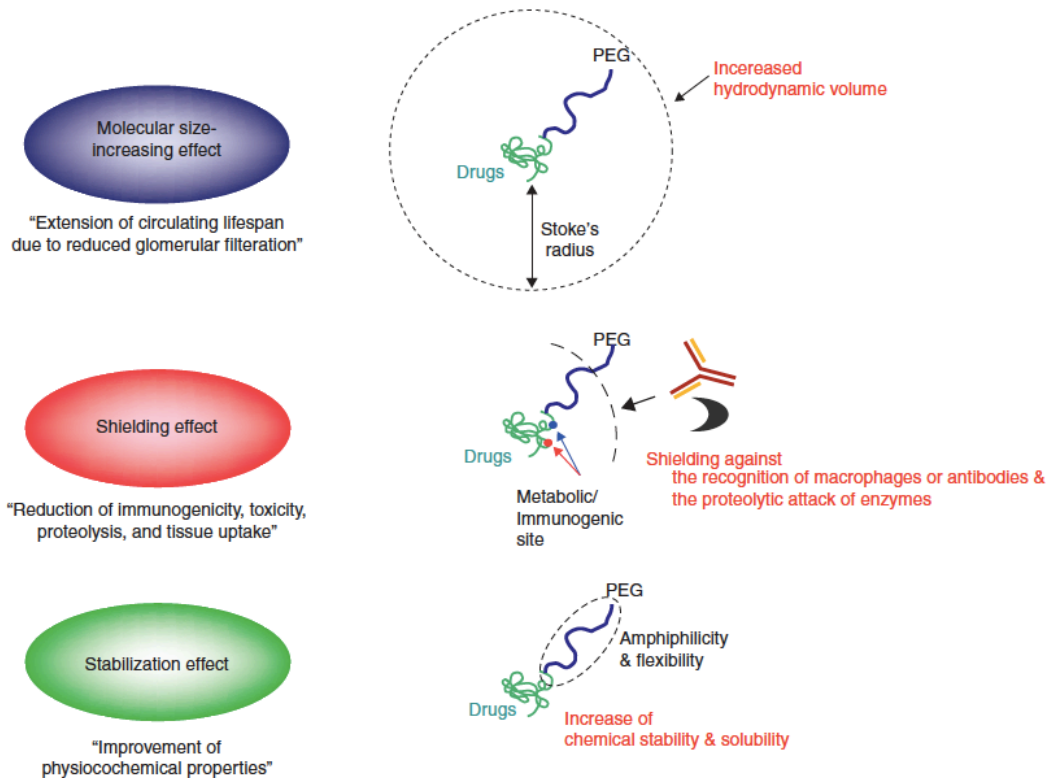 Molecular size-
increasing effect
"Extension of circulating lifespan
due to reduced glomerular filteration"
PEG
Incereased
hydrodynamic volume
Drugs
Stoke's
radius
Shielding effect
"Reduction of immunogenicity, toxicity,
proteolysis, and tissue uptake"
PEG
Drugs
Metabolic/
Immunogenic
site
Shielding against
the recognition of macrophages or antibodies &
the proteolytic attack of enzymes
Stabilization effect
"Improvement of
physiocochemical properties"
PEG
Amphiphilicity
& flexibility
Drugs
Increase of
chemical stability & solubility